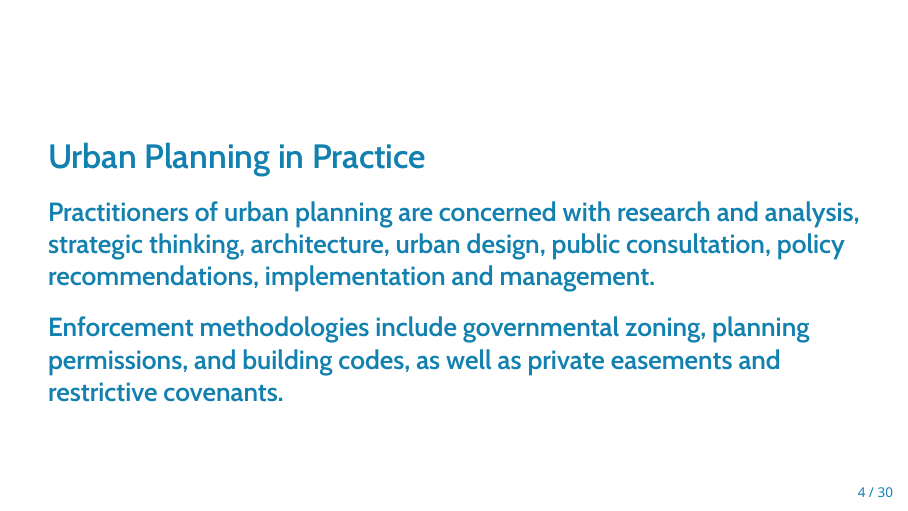 Urban Planning in Practice
Practitioners of urban planning are concerned with research and analysis,
strategic thinking, architecture, urban design, public consultation, policy
recommendations, implementation and management.
Enforcement methodologies include governmental zoning, planning
permissions, and building codes, as well as private easements and
restrictive covenants.
4 / 30